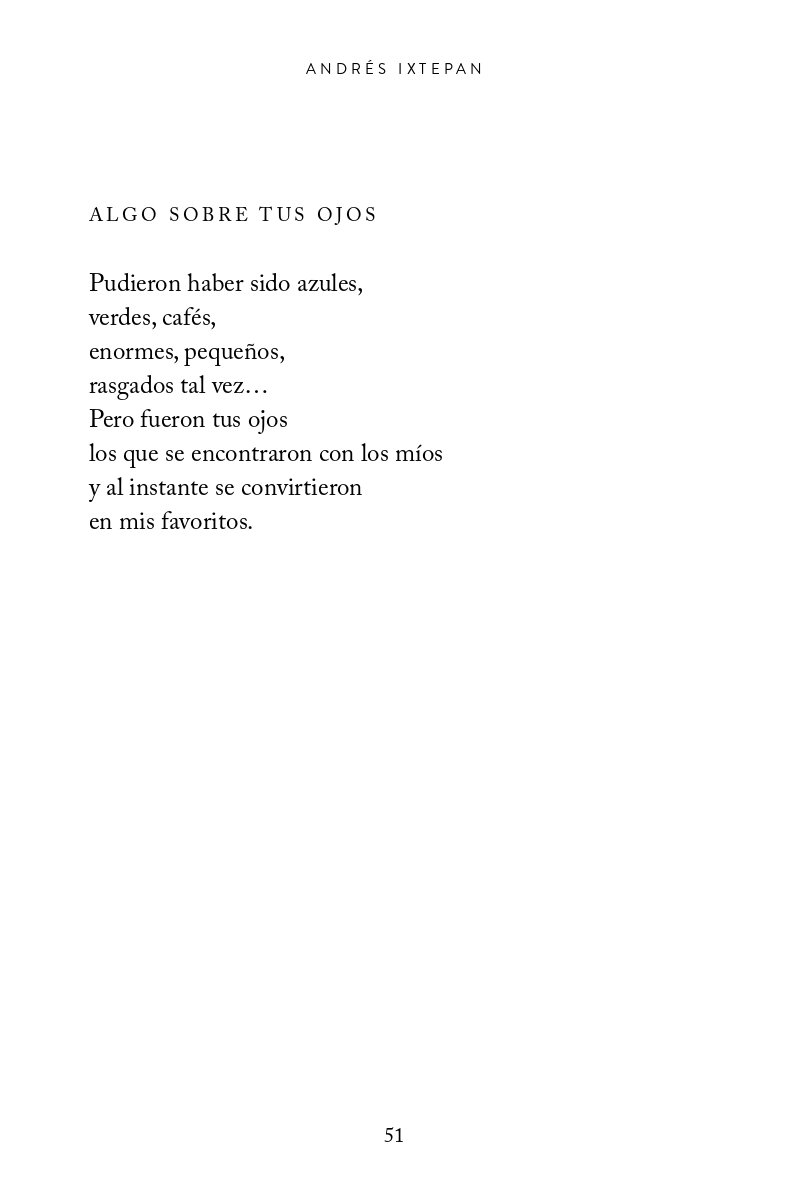 ANDRÉS IXTEPAN
ALGO SOBRE TUS OJOS
Pudieron haber sido azules,
verdes, cafés,
enormes, pequeños,
rasgados tal vez…
Pero fueron tus ojos
los que se encontraron con los míos
y al instante se convirtieron
en mis favoritos.
51